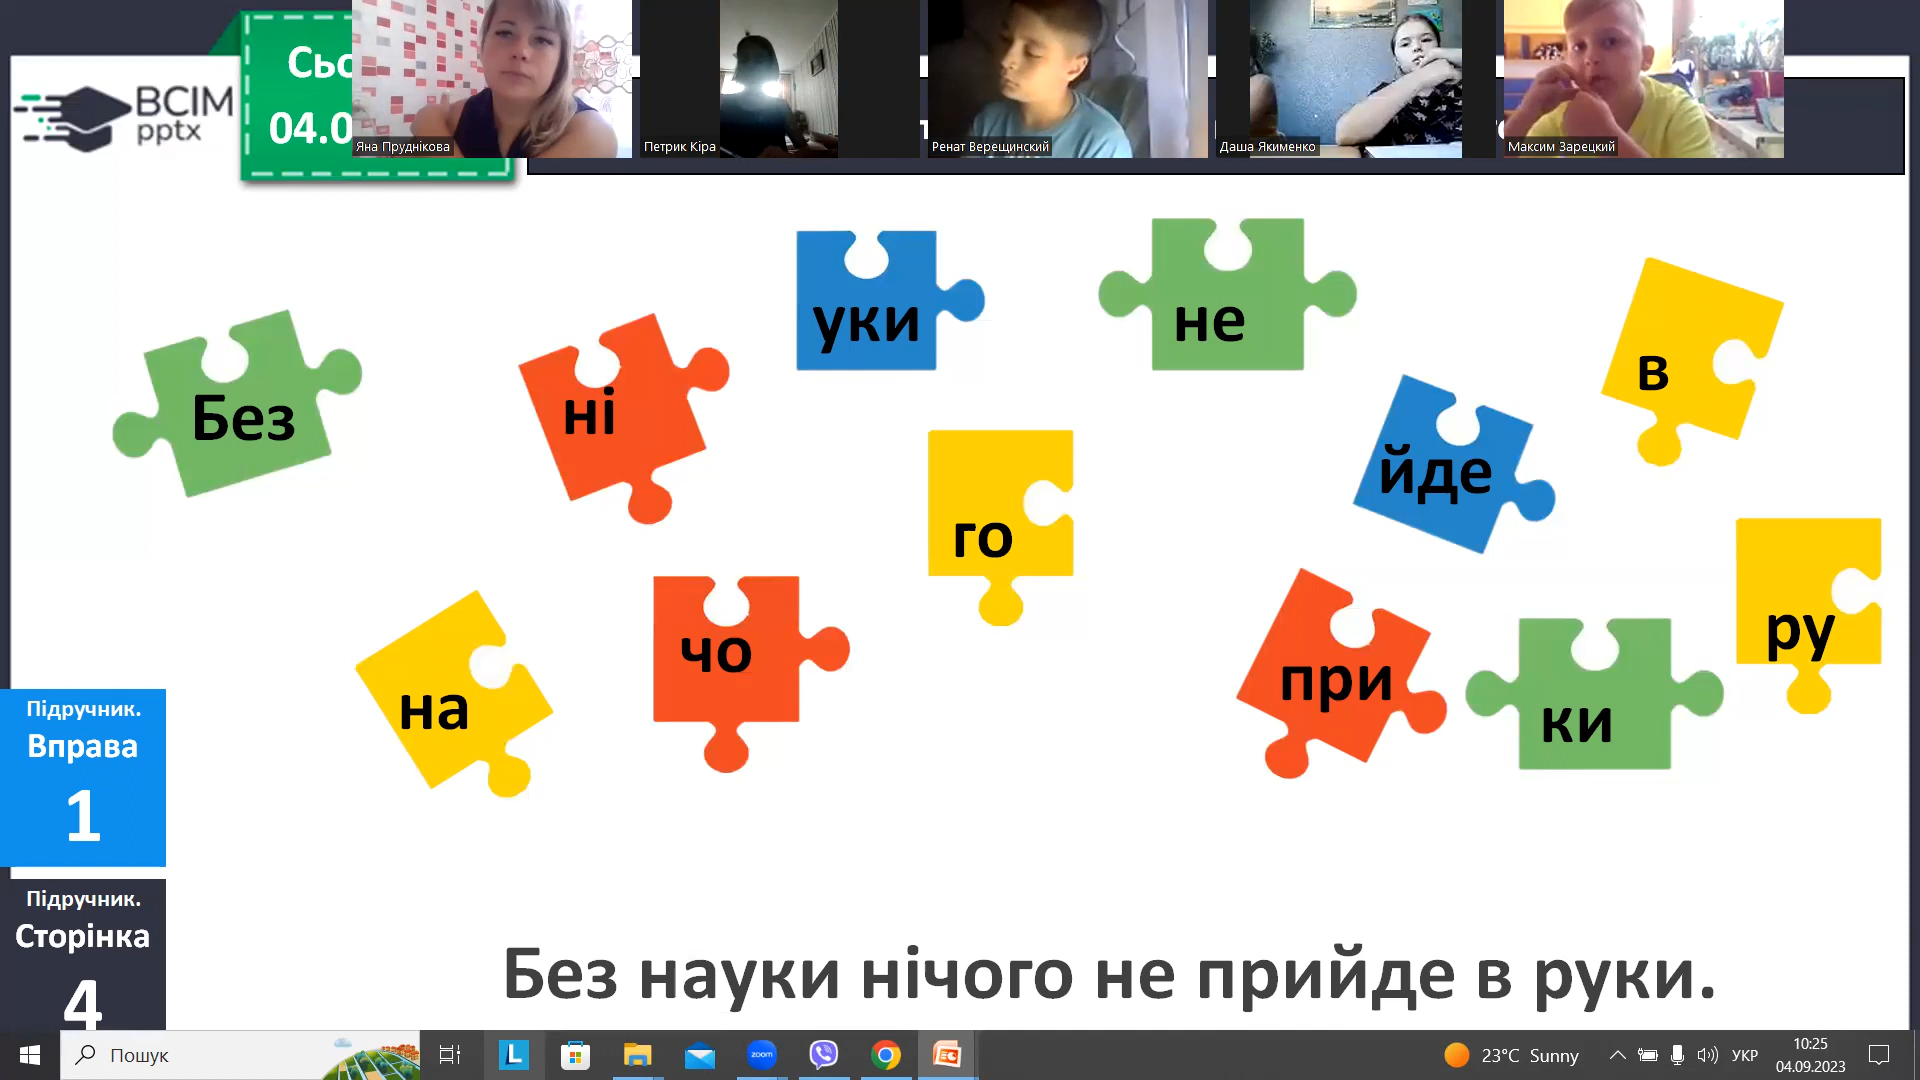 Сьо
04.0
ВСІМ
pptx
Яна Пруднікова
Петрик Кіра
Ренат Верещинский
Даша Якименко
Максим Зарецкий
уки
не
в
Без
ні
йде
го
ру
чо
при
на
ки
Підручник.
Вправа
1
Підручник.
Сторінка
4
Без науки нічого не прийде в руки.
Пошук
L
zoom
23°C Sunny
УКР
10:25
04.09.2023